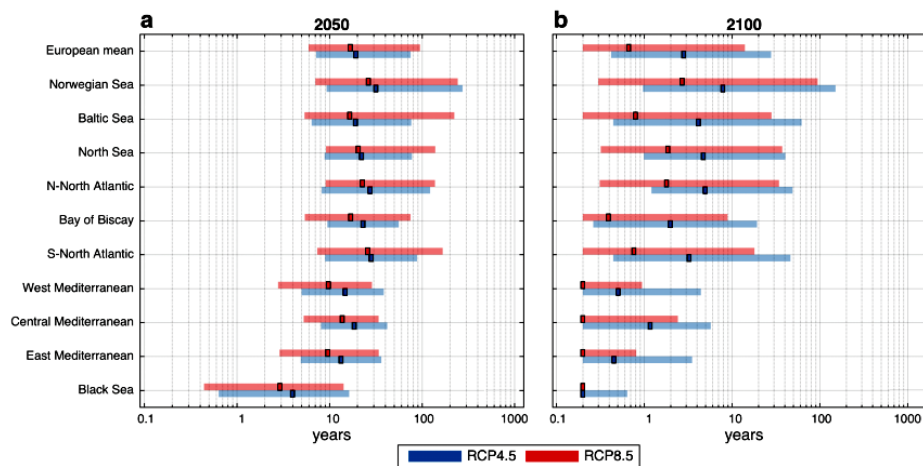 a 2050 b 2100
European mean
Norwegian Sea
Baltic Sea
North Sea
N-North Atlantic
Bay of Biscay
S-North Atlantic
West Mediterranean
Central Mediterranean
East Mediterranean
Black Sea
0.1 1 10 100 1000 0.1 1 10 100 1000
years years
RCP4.5 RCP8.5